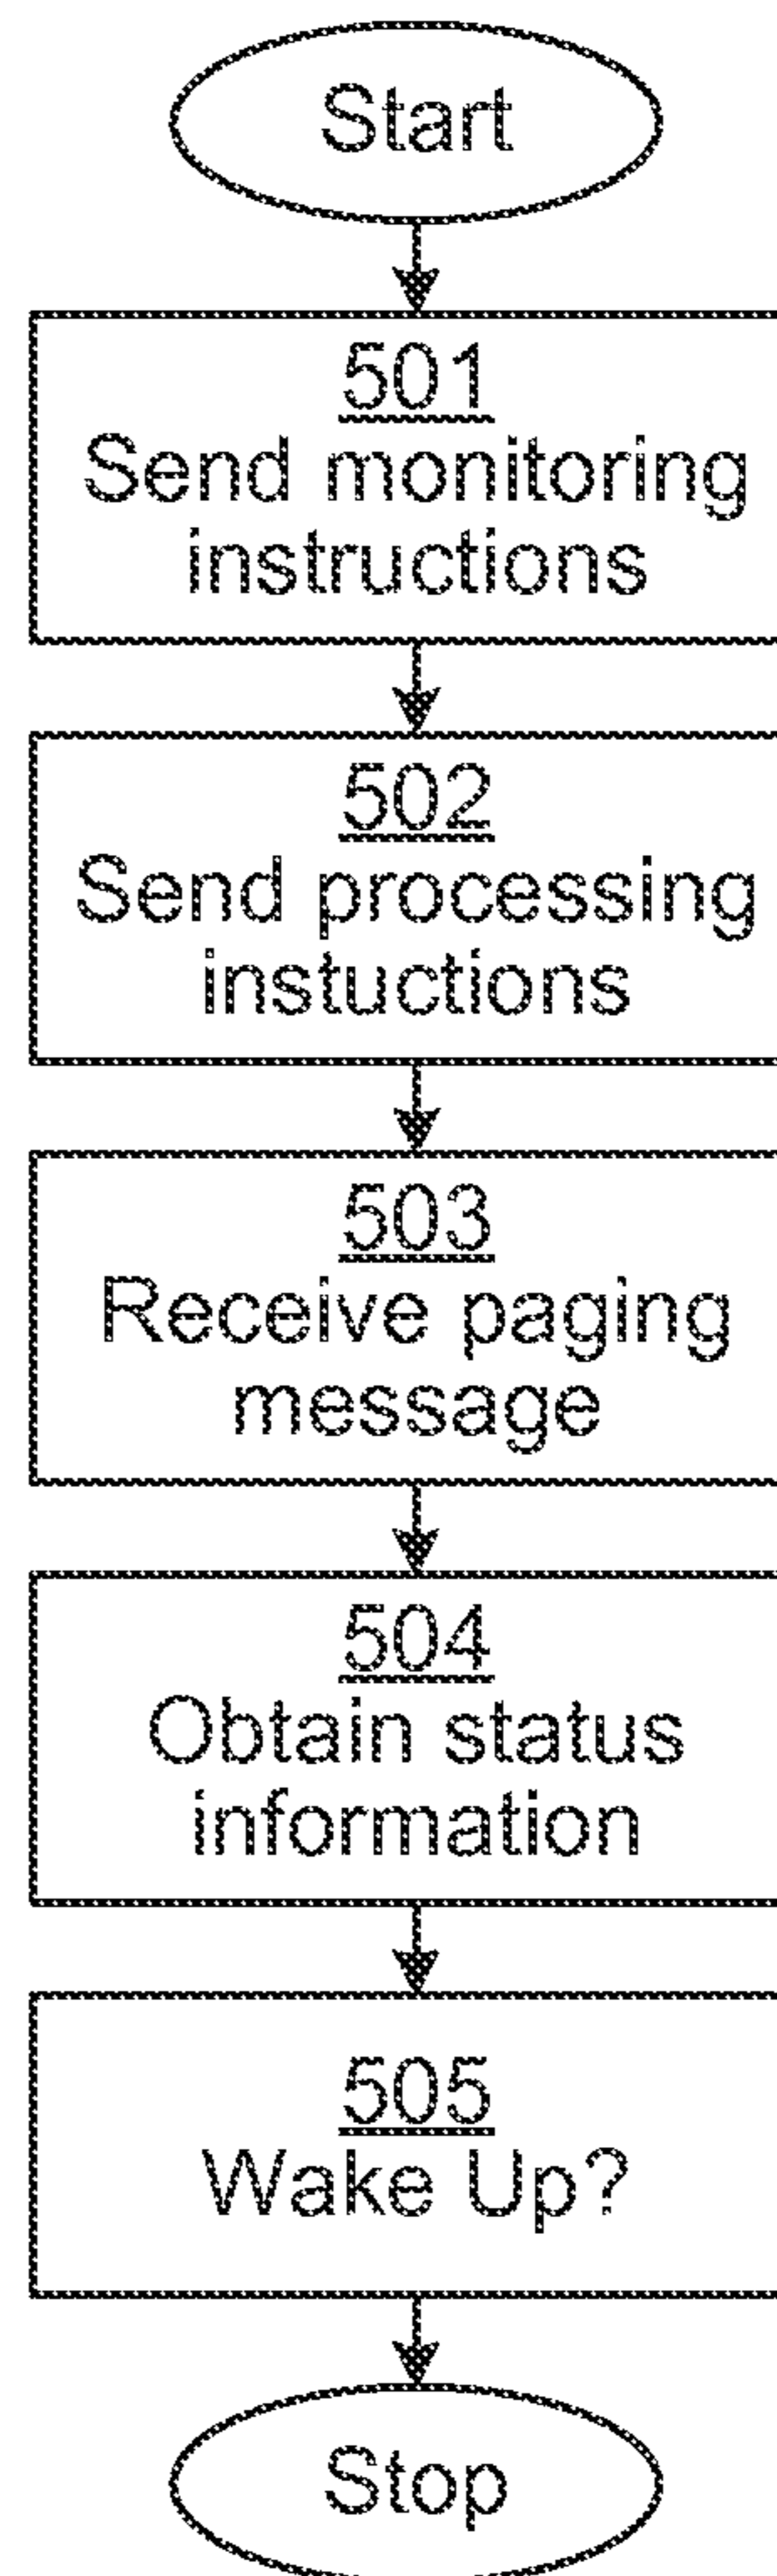 Start
501
Send monitoring
instructions
502
Send processing
instuctions
503
Receive paging
message
504
Obtain status
information
505
Wake Up?
Stop